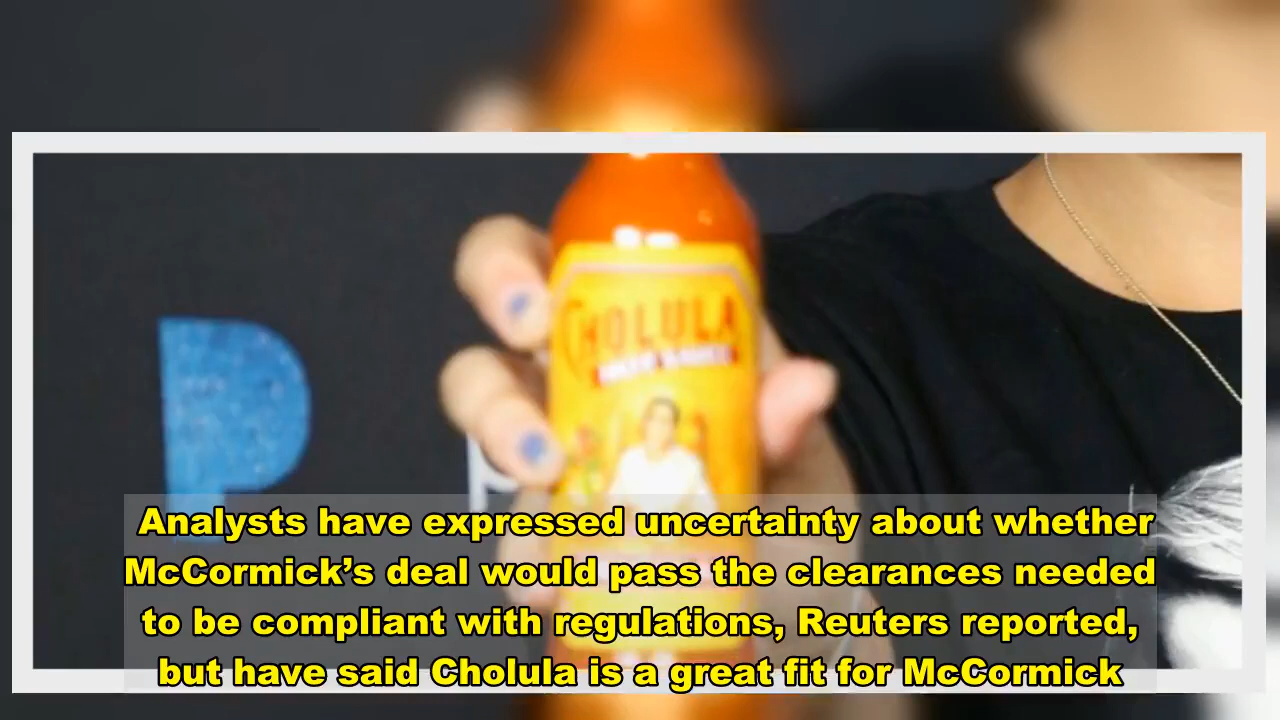 P
CHOLULA
Analysts have expressed uncertainty about whether
McCormick’s deal would pass the clearances needed
to be compliant with regulations, Reuters reported,
but have said Cholula is a great fit for McCormick